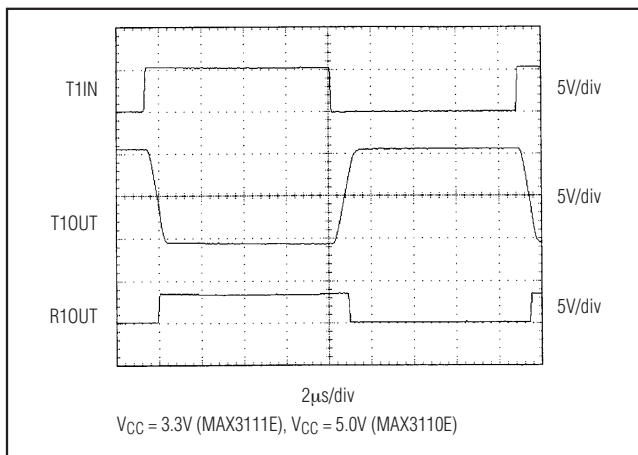 T1IN
5V/div
T1OUT
5V/div
R1OUT
5V/div
2μs/div
VCC = 3.3V (MAX3111E), VCC = 5.0V (MAX3110E)